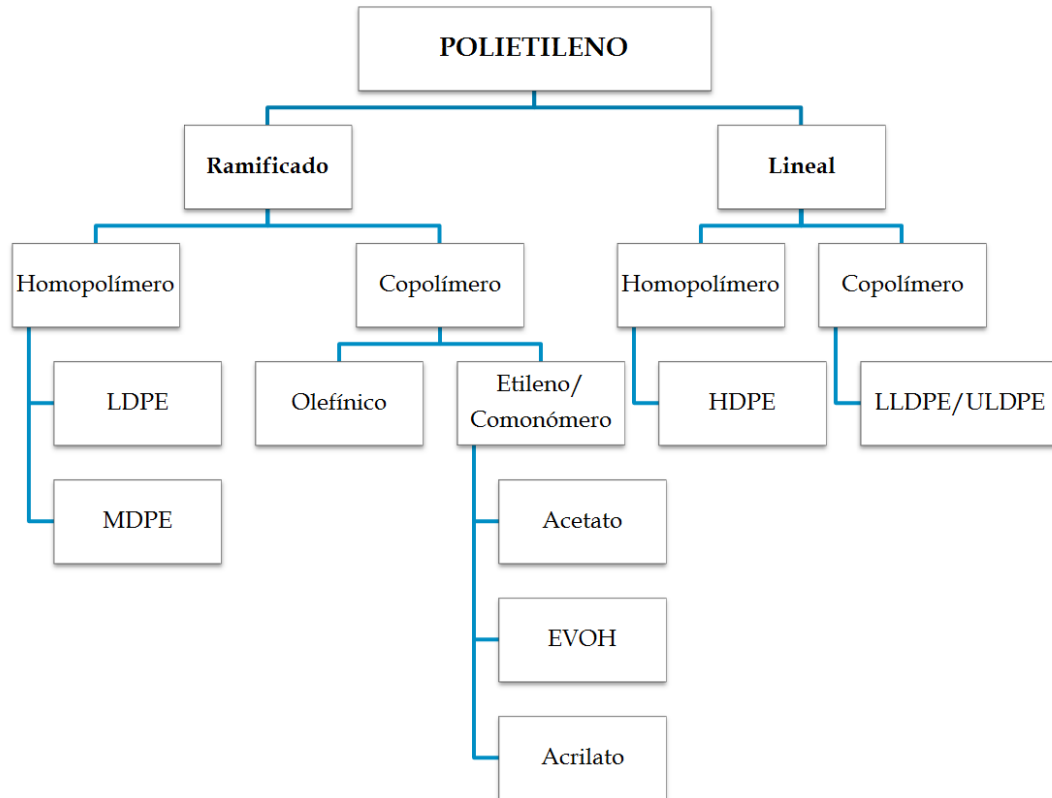 POLIETILENO
Ramificado
Lineal
Homopolímero
Copolímero
Homopolímero
Copolímero
LDPE
Olefínico
Etileno/
Comonómero
HDPE
LLDPE/ULDPE
MDPE
Acetato
EVOH
Acrilato